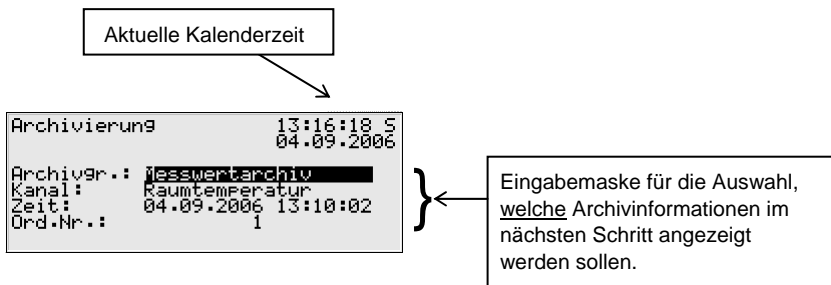 Aktuelle Kalenderzeit
Archivierung 13:16:18 S
04.09.2006
Archivgr.: Messwertarchiv
Kanal: Raumtemperatur
Zeit: 04.09.2006 13:10:02
Ord.Nr.: 1
Eingabemaske für die Auswahl,
welche Archivinformationen im
nächsten Schritt angezeigt
werden sollen.